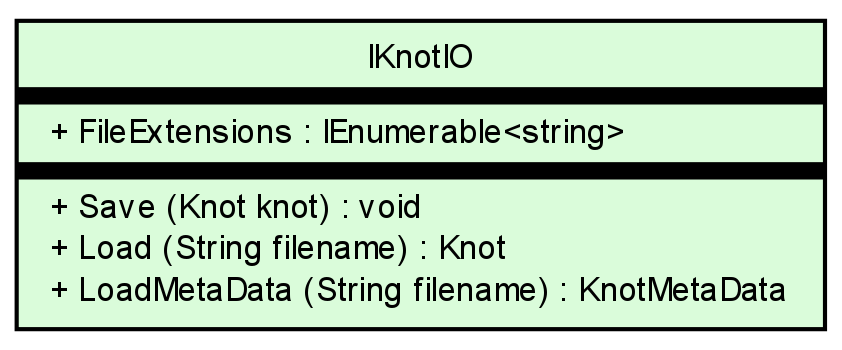 IKnotIO
+ FileExtensions : IEnumerable<string>
+ Save (Knot knot) : void
+ Load (String filename) : Knot
+ LoadMetaData (String filename) : KnotMetaData